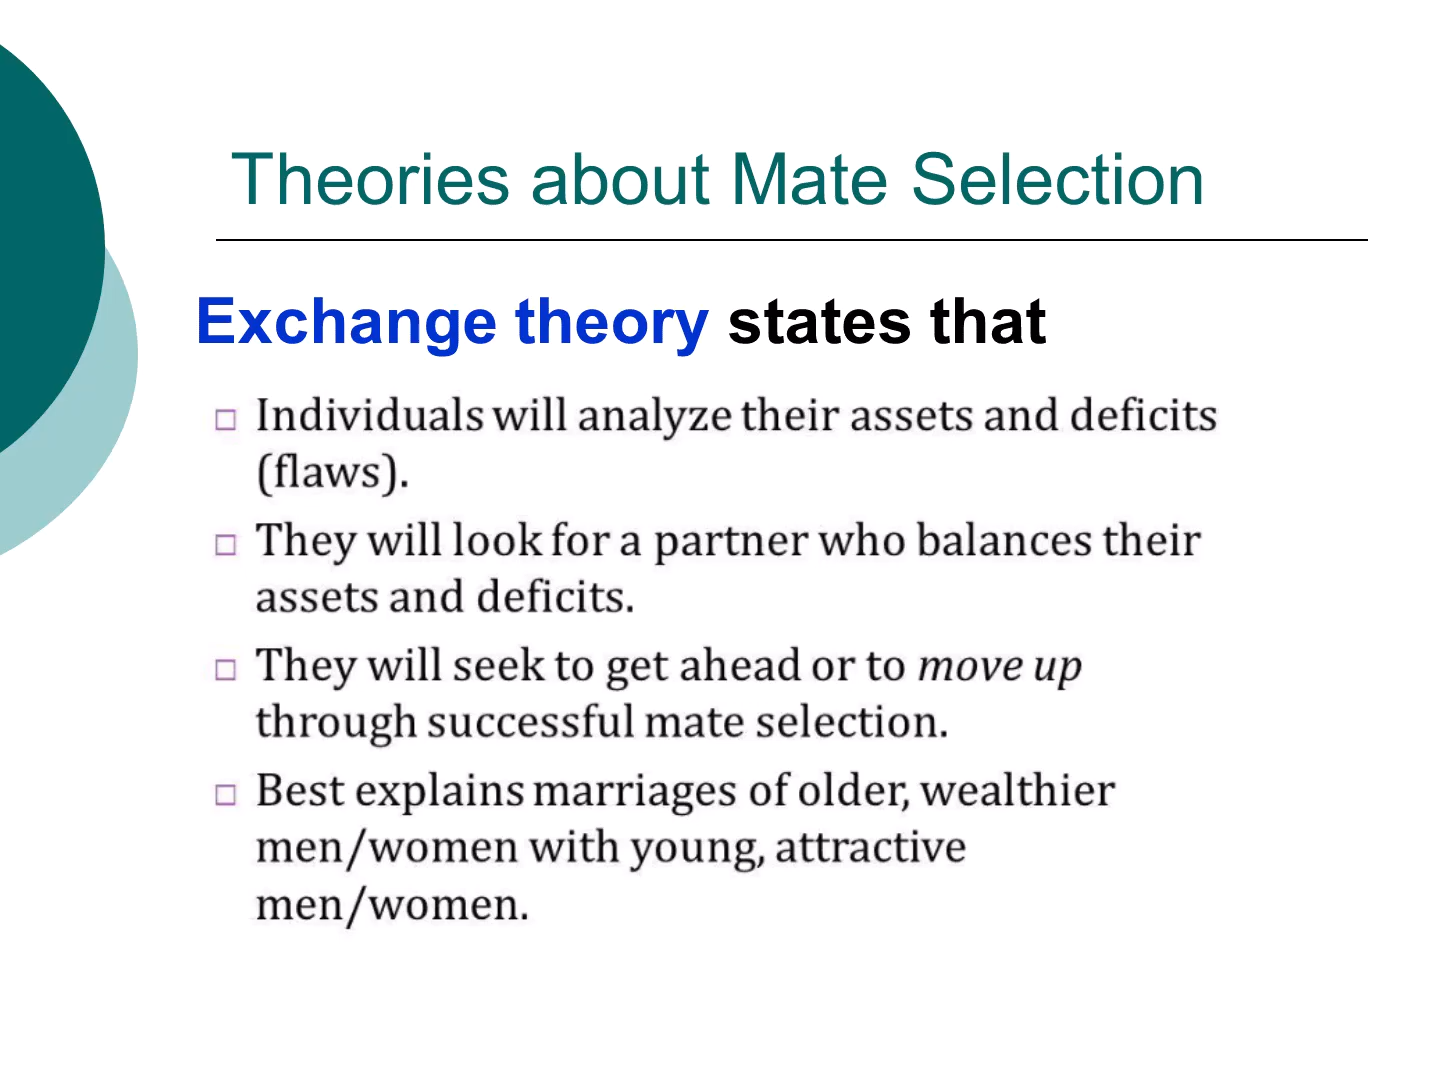 Theories about Mate Selection
Exchange theory states that
Individuals will analyze their assets and deficits
(flaws).
They will look for a partner who balances their
assets and deficits.
They will seek to get ahead or to move up
through successful mate selection.
Best explains marriages of older, wealthier
men/women with young, attractive
men/women.